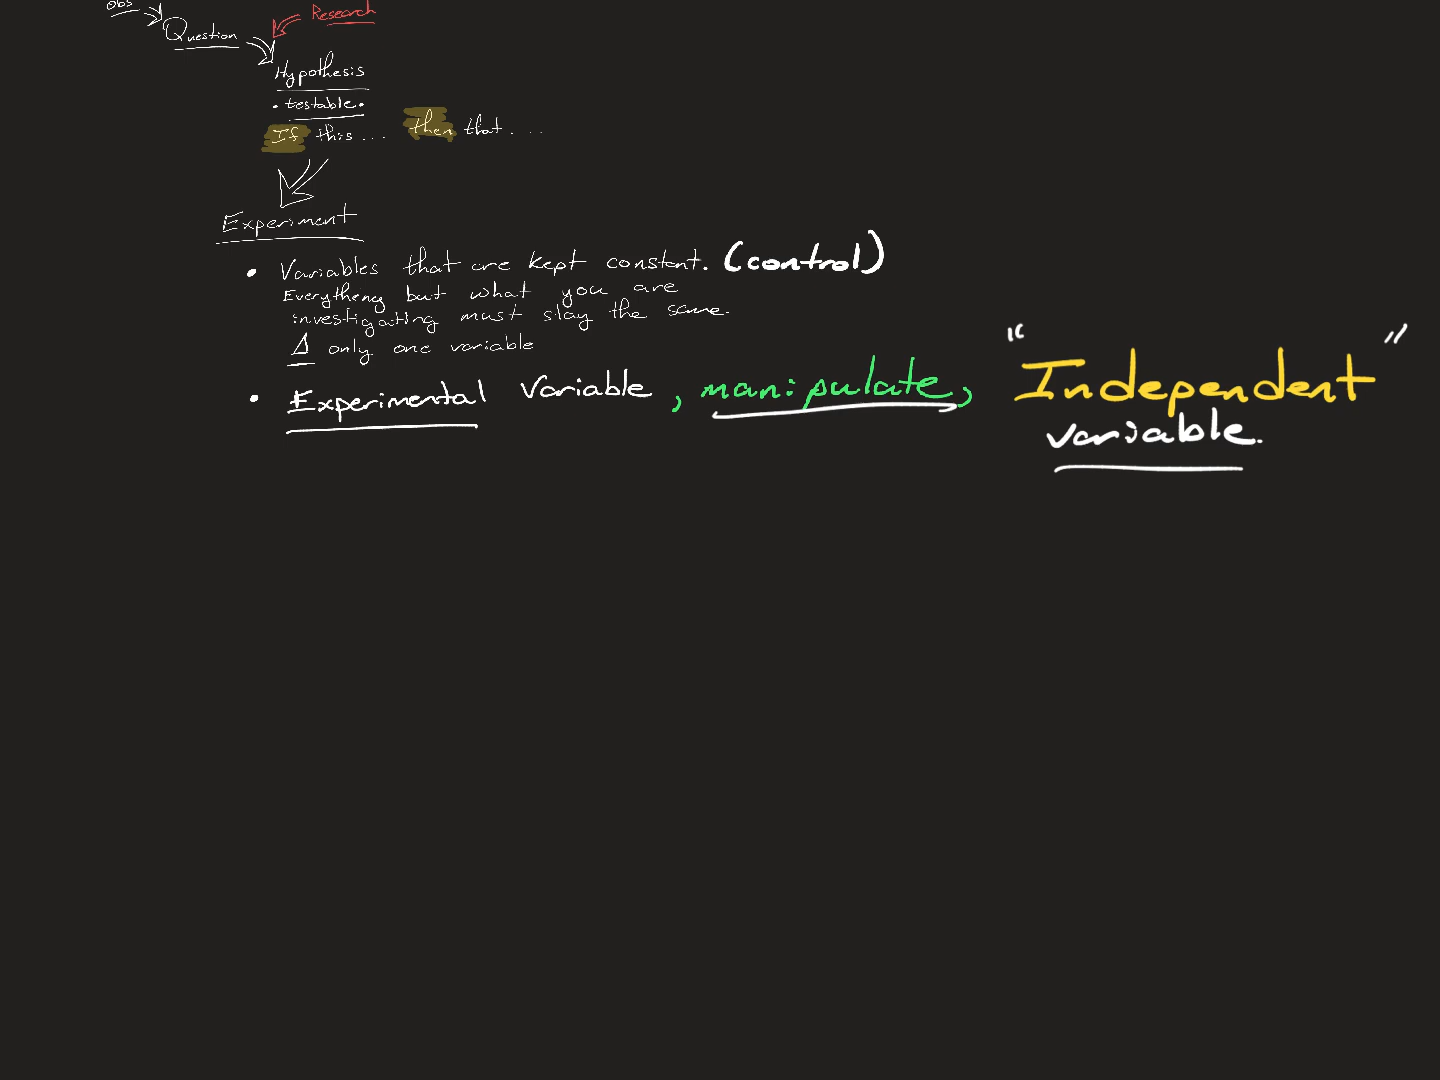 Obs
Research
Question
Hypothesis
• testable •
If this ... then that ...
Experiment
• Variables that are kept constant. (control)
Everything but what you are
investigating must stay the same.
Δ only one variable
• Experimental Variable, manipulate, "Independent"
variable.